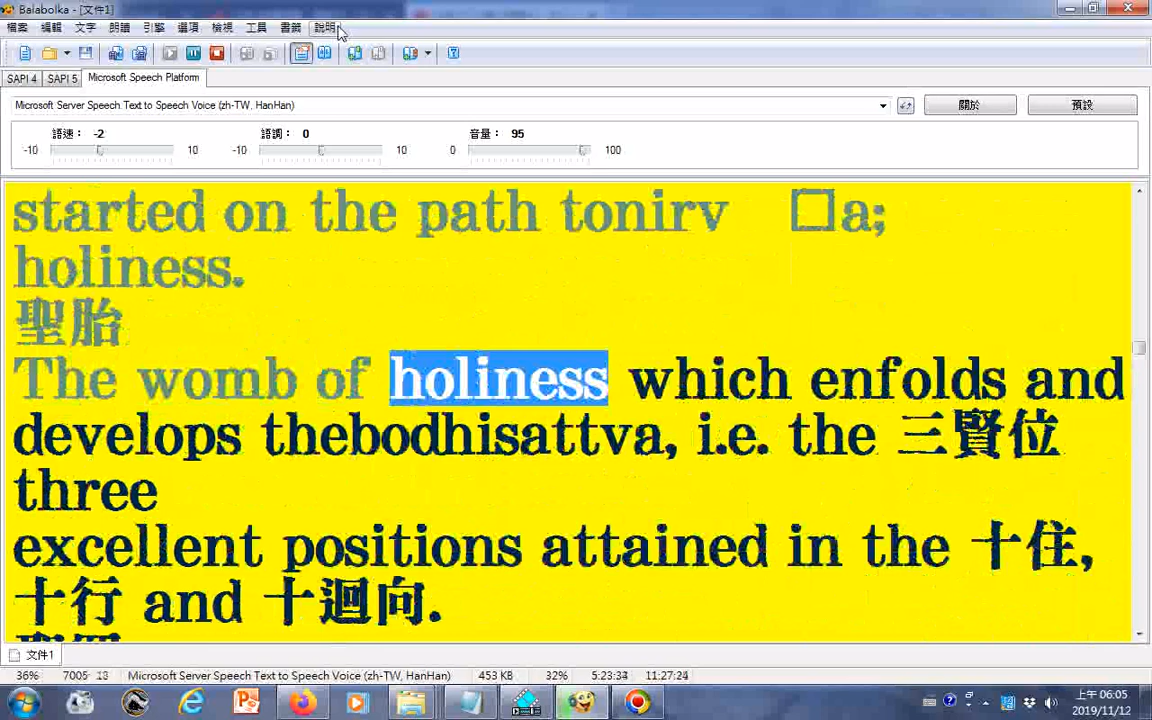 Balabolka - [文件1]
檔案 編輯 文字 朗讀 引擎 選項 檢視 工具 書籤 說明
SAPI 4 SAPI 5 Microsoft Speech Platform
Microsoft Server Speech Text to Speech Voice (zh-TW, HanHan) 關於 預設
語速： -2 語調： 0 音量： 95
-10 10 -10 10 0 100
started on the path tonirv □a;
holiness.
聖胎
The womb of holiness which enfolds and
develops thebodhisattva, i.e. the 三賢位
three
excellent positions attained in the 十住,
十行 and 十迴向.
文件1
36% 7005 13 Microsoft Server Speech Text to Speech Voice (zh-TW, HanHan) 453 KB 32% 5:23:34 11:27:24
上午 06:05
2019/11/12